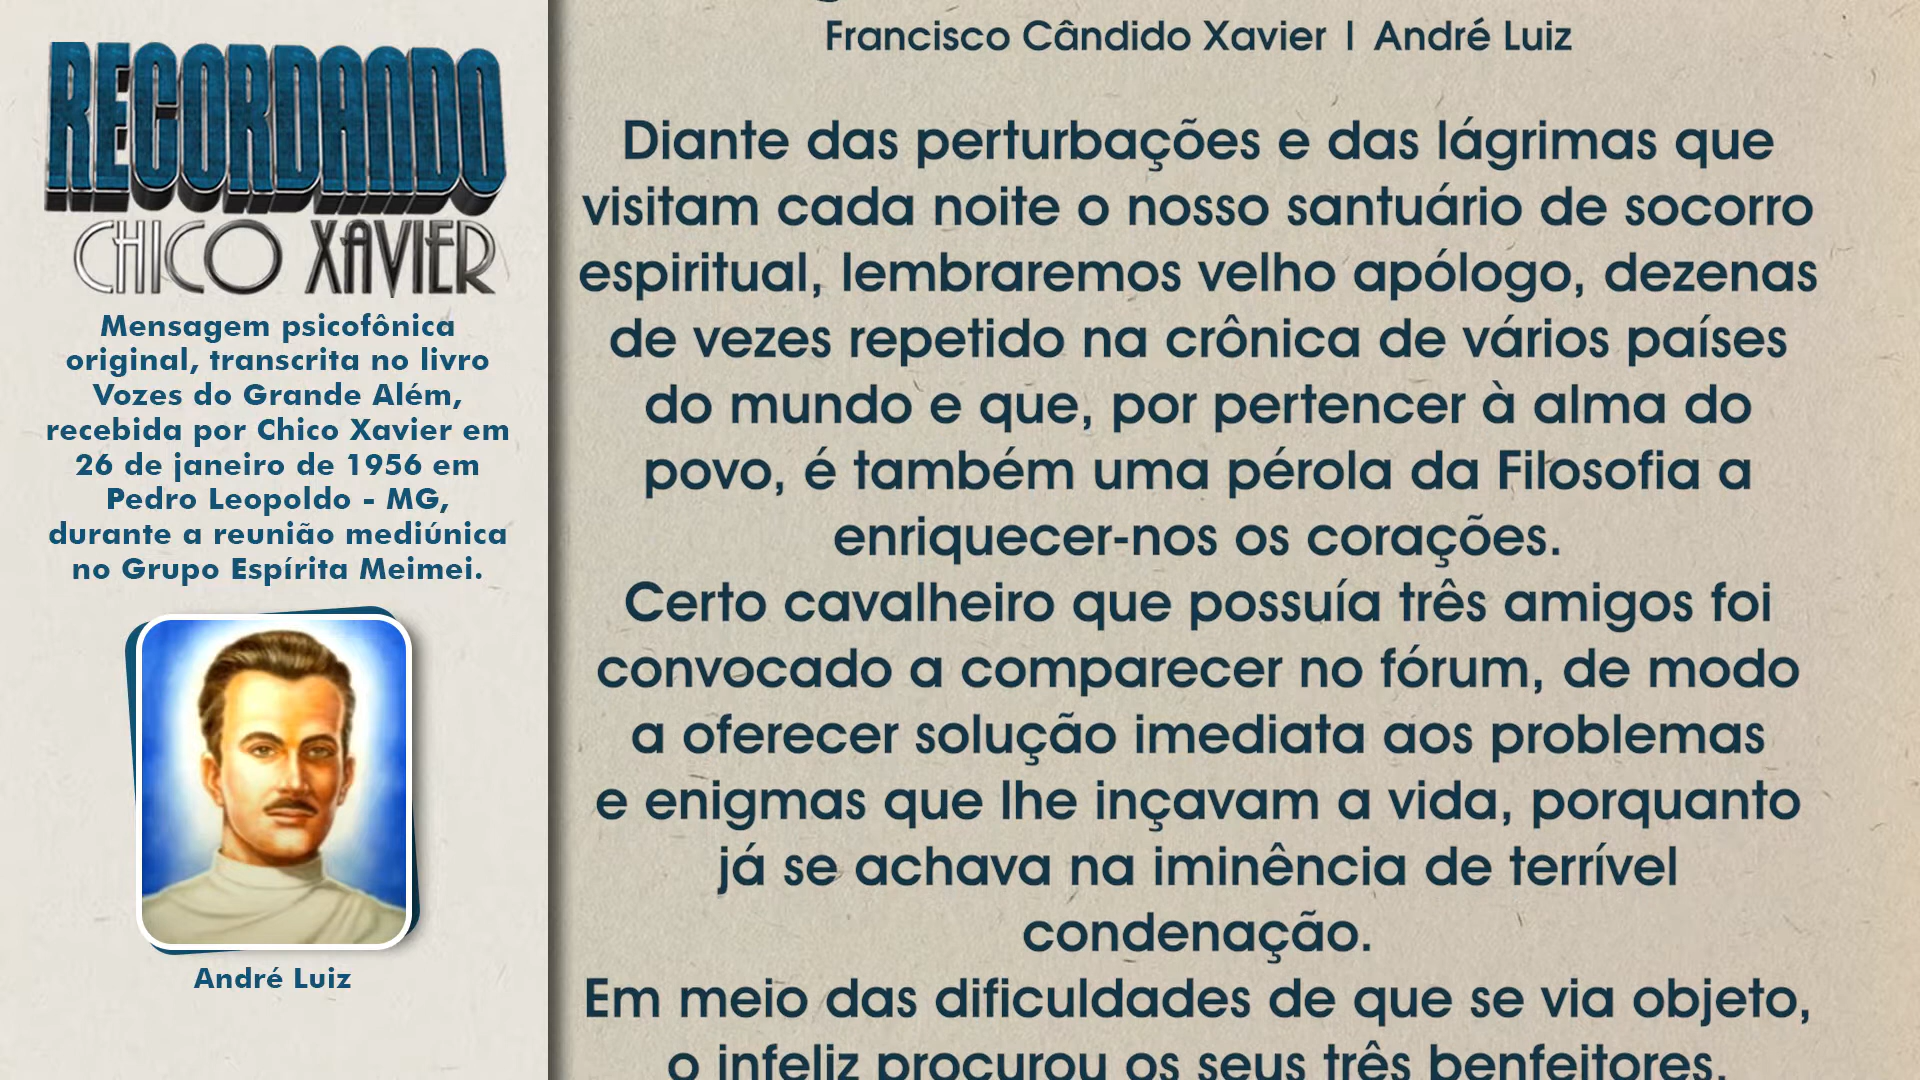 RECORDANDO
CHICO XAVIER
Mensagem psicofônica
original, transcrita no livro
Vozes do Grande Além,
recebida por Chico Xavier em
26 de janeiro de 1956 em
Pedro Leopoldo - MG,
durante a reunião mediúnica
no Grupo Espírita Meimei.
André Luiz
Francisco Cândido Xavier | André Luiz
Diante das perturbações e das lágrimas que
visitam cada noite o nosso santuário de socorro
espiritual, lembraremos velho apólogo, dezenas
de vezes repetido na crônica de vários países
do mundo e que, por pertencer à alma do
povo, é também uma pérola da Filosofia a
enriquecer-nos os corações.
Certo cavalheiro que possuía três amigos foi
convocado a comparecer no fórum, de modo
a oferecer solução imediata aos problemas
e enigmas que lhe inçavam a vida, porquanto
já se achava na iminência de terrível
condenação.
Em meio das dificuldades de que se via objeto,
o infeliz procurou os seus três benfeitores,